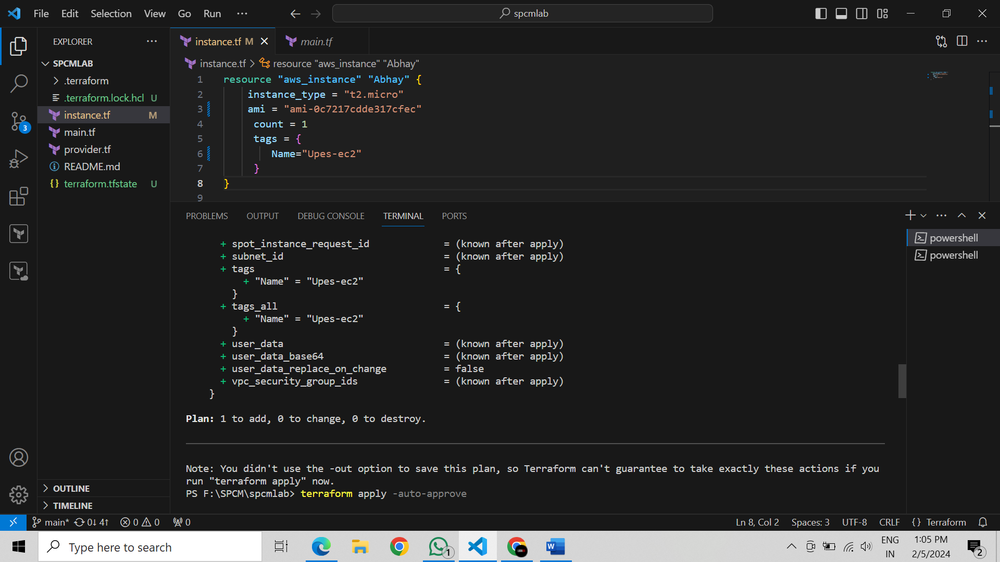 File Edit Selection View Go Run ···
spcmlab
EXPLORER ···
SPCMLAB
.terraform
.terraform.lock.hcl U
instance.tf M
main.tf
provider.tf
README.md
{} terraform.tfstate U
OUTLINE
TIMELINE
3
instance.tf M
main.tf
instance.tf > resource "aws_instance" "Abhay"
1 resource "aws_instance" "Abhay" {
2 instance_type = "t2.micro"
3 ami = "ami-0c7217cdde317cfec"
4 count = 1
5 tags = {
6 Name="Upes-ec2"
7 }
8 }
9
PROBLEMS OUTPUT DEBUG CONSOLE TERMINAL PORTS
+ spot_instance_request_id = (known after apply)
+ subnet_id = (known after apply)
+ tags = {
+ "Name" = "Upes-ec2"
}
+ tags_all = {
+ "Name" = "Upes-ec2"
}
+ user_data = (known after apply)
+ user_data_base64 = (known after apply)
+ user_data_replace_on_change = false
+ vpc_security_group_ids = (known after apply)
}
Plan: 1 to add, 0 to change, 0 to destroy.
Note: You didn't use the -out option to save this plan, so Terraform can't guarantee to take exactly these actions if you
run "terraform apply" now.
PS F:\SPCM\spcmlab> terraform apply -auto-approve
powershell
powershell
main* 0↓ 4↑ 0 0 0
Ln 8, Col 2 Spaces: 3 UTF-8 CRLF {} Terraform
Type here to search
1
ENG
IN
1:05 PM
2/5/2024
2